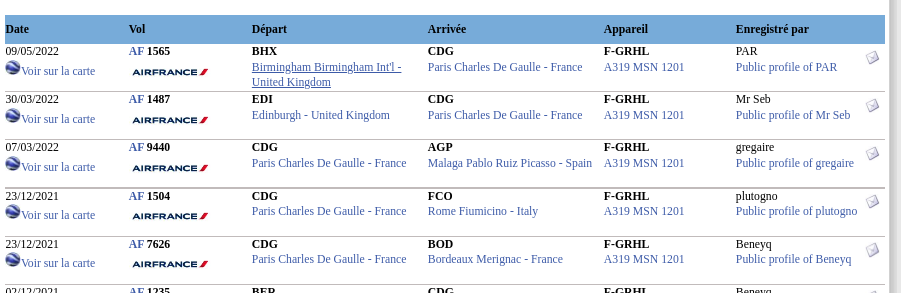 Date Vol Départ Arrivée Appareil Enregistré par
09/05/2022 AF 1565 BHX CDG F-GRHL PAR
Voir sur la carte AIRFRANCE Birmingham Birmingham Int'l - Paris Charles De Gaulle - France A319 MSN 1201 Public profile of PAR
United Kingdom
30/03/2022 AF 1487 EDI CDG F-GRHL Mr Seb
Voir sur la carte AIRFRANCE Edinburgh - United Kingdom Paris Charles De Gaulle - France A319 MSN 1201 Public profile of Mr Seb
07/03/2022 AF 9440 CDG AGP F-GRHL gregaire
Voir sur la carte AIRFRANCE Paris Charles De Gaulle - France Malaga Pablo Ruiz Picasso - Spain A319 MSN 1201 Public profile of gregaire
23/12/2021 AF 1504 CDG FCO F-GRHL plutogno
Voir sur la carte AIRFRANCE Paris Charles De Gaulle - France Rome Fiumicino - Italy A319 MSN 1201 Public profile of plutogno
23/12/2021 AF 7626 CDG BOD F-GRHL Beneyq
Voir sur la carte AIRFRANCE Paris Charles De Gaulle - France Bordeaux Merignac - France A319 MSN 1201 Public profile of Beneyq
02/12/2021 AF 1235 BER CDG F-GRHL Beneyq